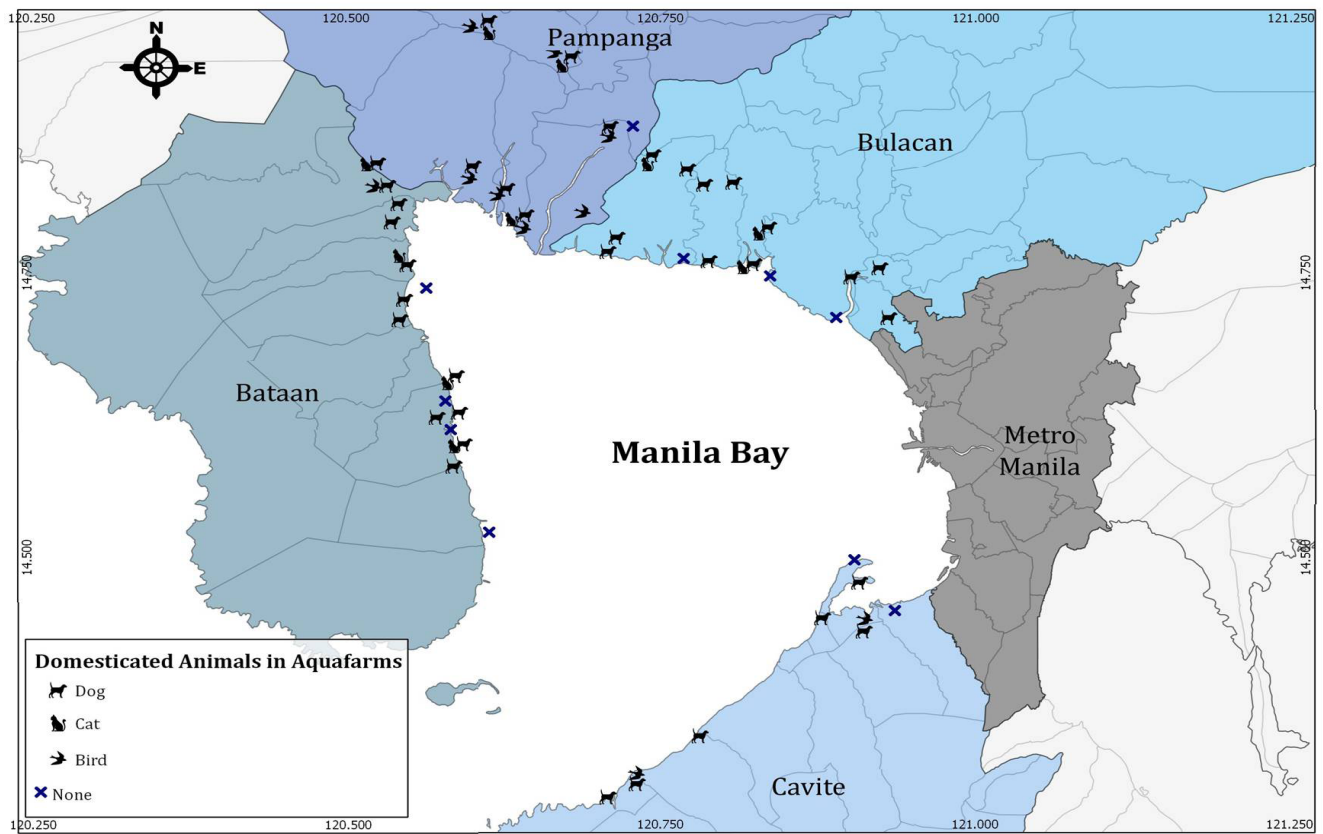 120.250
120.500
120.750
121.000
121.250
N
E
Pampanga
Bulacan
14.750
14.750
Bataan
Manila Bay
Metro
Manila
14.500
14.500
Domesticated Animals in Aquafarms
Dog
Cat
Bird
None
Cavite
120.250
120.500
120.750
121.000
121.250